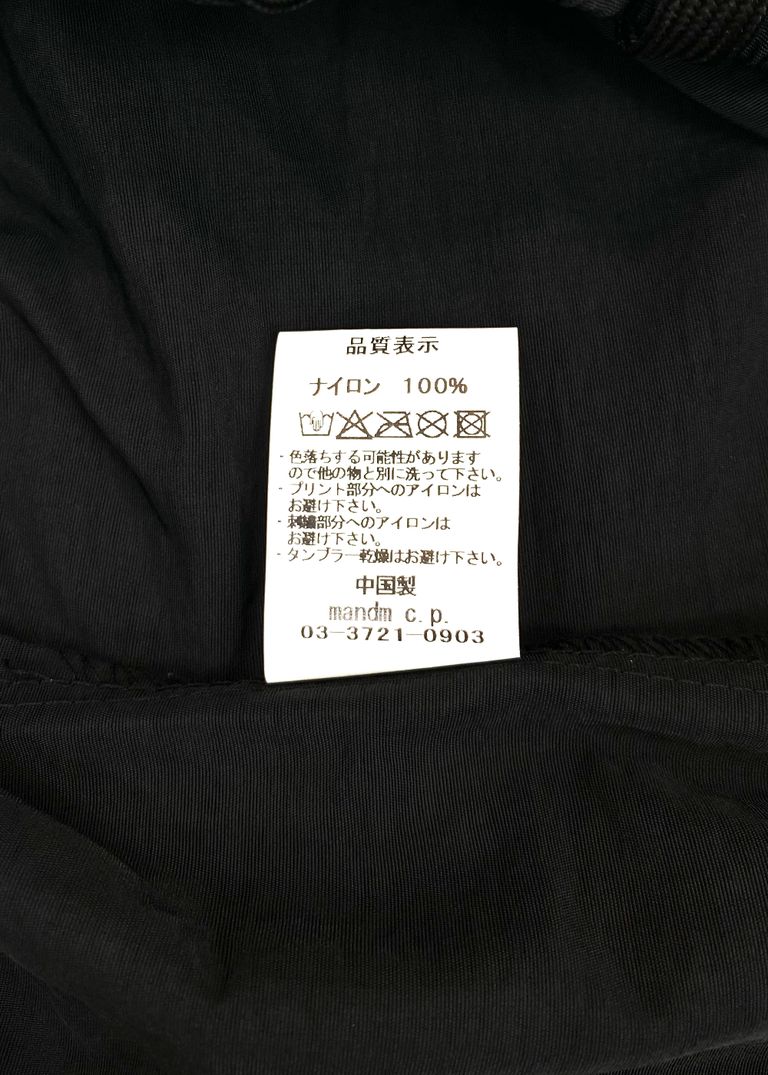 品質表示
ナイロン 100%
・色落ちする可能性があります
ので他の物と別に洗って下さい。
・プリント部分へのアイロンは
お避け下さい。
・刺繍部分へのアイロンは
お避け下さい。
・タンブラー乾燥はお避け下さい。
中国製
mandm c.p.
03-3721-0903